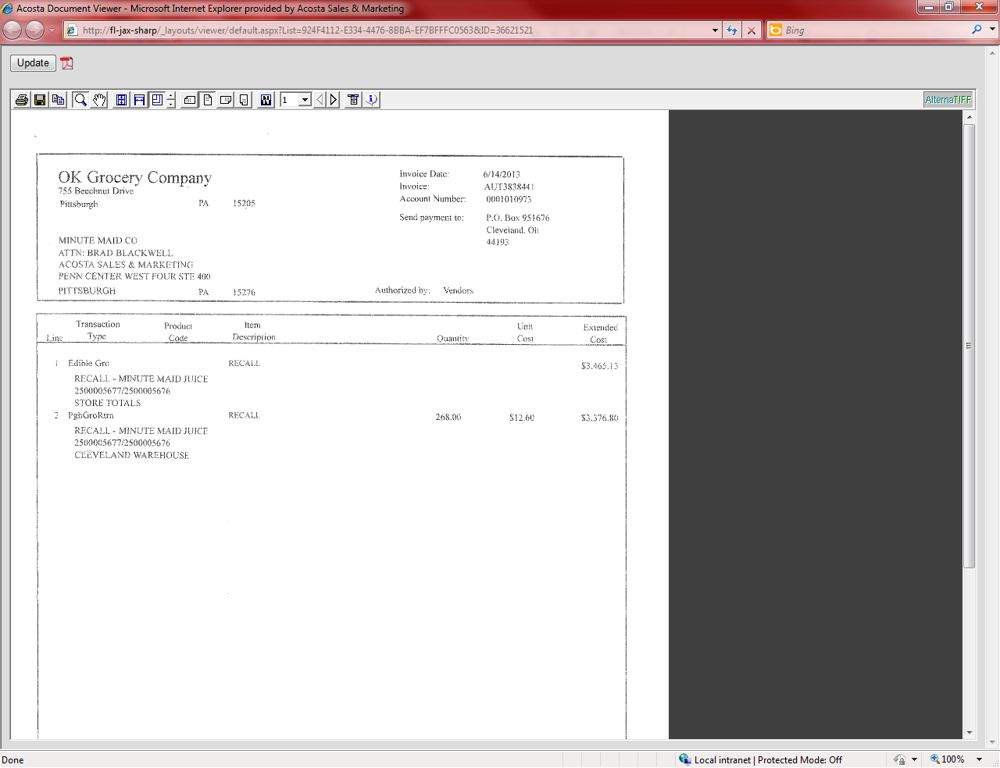 Acosta Document Viewer - Microsoft Internet Explorer provided by Acosta Sales & Marketing
http://fl-jax-sharp/_layouts/viewer/default.aspx?List=924F4112-E334-4476-8BBA-EF7BFFFC0563&ID=36621521
Bing
Update
1
AlternaTIFF
OK Grocery Company
755 Beechnut Drive
Pittsburgh PA 15205
Invoice Date: 6/14/2013
Invoice: AUT3838441
Account Number: 0001010973
Send payment to: P.O. Box 951676
Cleveland, Oh
44193
MINUTE MAID CO
ATTN: BRAD BLACKWELL
ACOSTA SALES & MARKETING
PENN CENTER WEST FOUR STE 400
PITTSBURGH PA 15276
Authorized by: Vendors
Line Transaction Type Product Code Item Description Quantity Unit Cost Extended Cost
1 Edible Gro RECALL $3,465.13
RECALL - MINUTE MAID JUICE
2500005677/2500005676
STORE TOTALS
2 PghGroRtrn RECALL 268.00 $12.60 $3,376.80
RECALL - MINUTE MAID JUICE
2500005677/2500005676
CLEVELAND WAREHOUSE
Done
Local intranet | Protected Mode: Off
100%